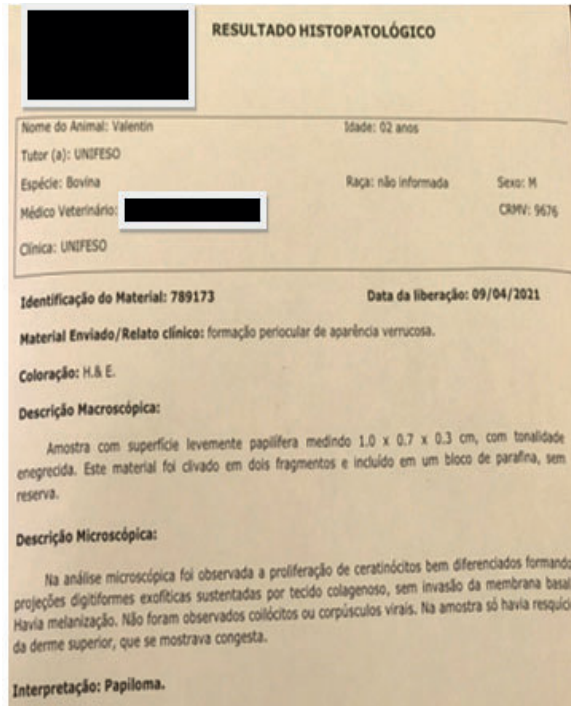 RESULTADO HISTOPATOLÓGICO
Nome do Animal: Valentin Idade: 02 anos
Tutor (a): UNIFESO
Espécie: Bovina Raça: não informada Sexo: M
Médico Veterinário: CRMV: 9676
Clínica: UNIFESO
Identificação do Material: 789173 Data da liberação: 09/04/2021
Material Enviado/Relato clínico: formação periocular de aparência verrucosa.
Coloração: H.& E.
Descrição Macroscópica:
Amostra com superfície levemente papilífera medindo 1.0 x 0.7 x 0.3 cm, com tonalidade
enegrecida. Este material foi clivado em dois fragmentos e incluído em um bloco de parafina, sem
reserva.
Descrição Microscópica:
Na análise microscópica foi observada a proliferação de ceratinócitos bem diferenciados formando
projeções digitiformes exofíticas sustentadas por tecido colagenoso, sem invasão da membrana basal
Havia melanização. Não foram observados coilócitos ou corpúsculos virais. Na amostra só havia resquíci
da derme superior, que se mostrava congesta.
Interpretação: Papiloma.